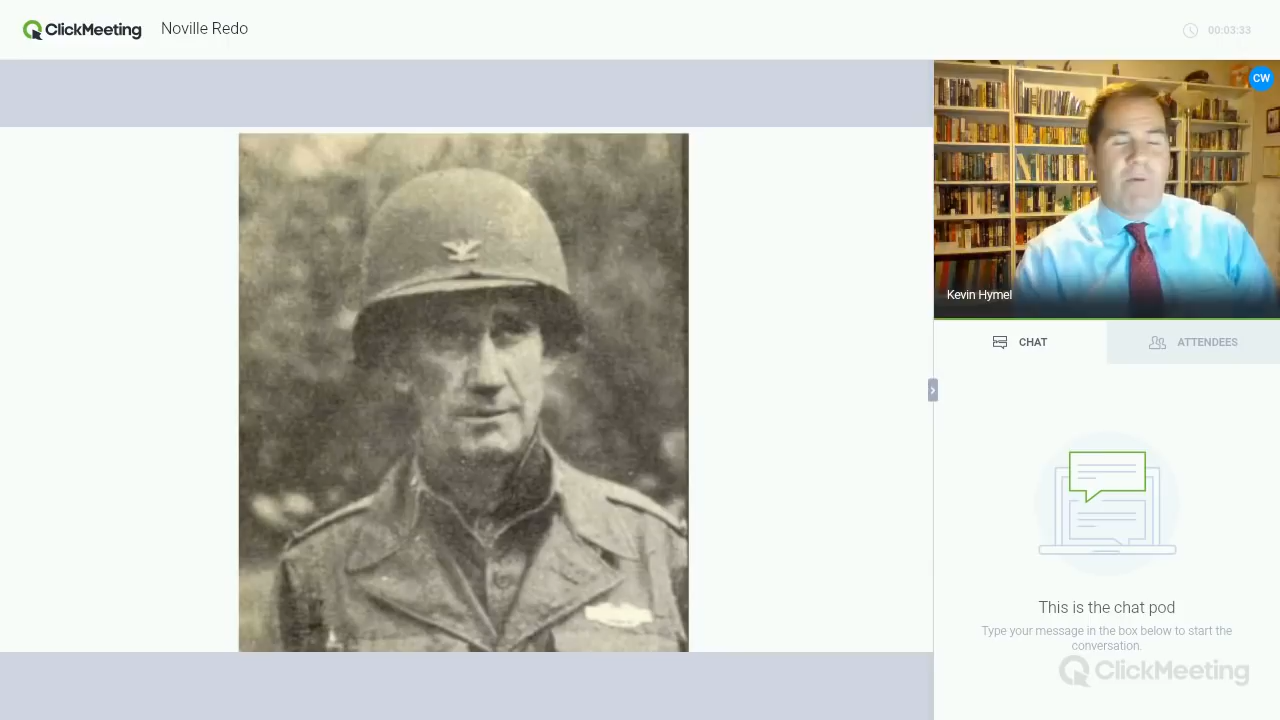 ClickMeeting
Noville Redo
00:03:33
CW
Kevin Hymel
CHAT
ATTENDEES
This is the chat pod
Type your message in the box below to start the
conversation.
ClickMeeting